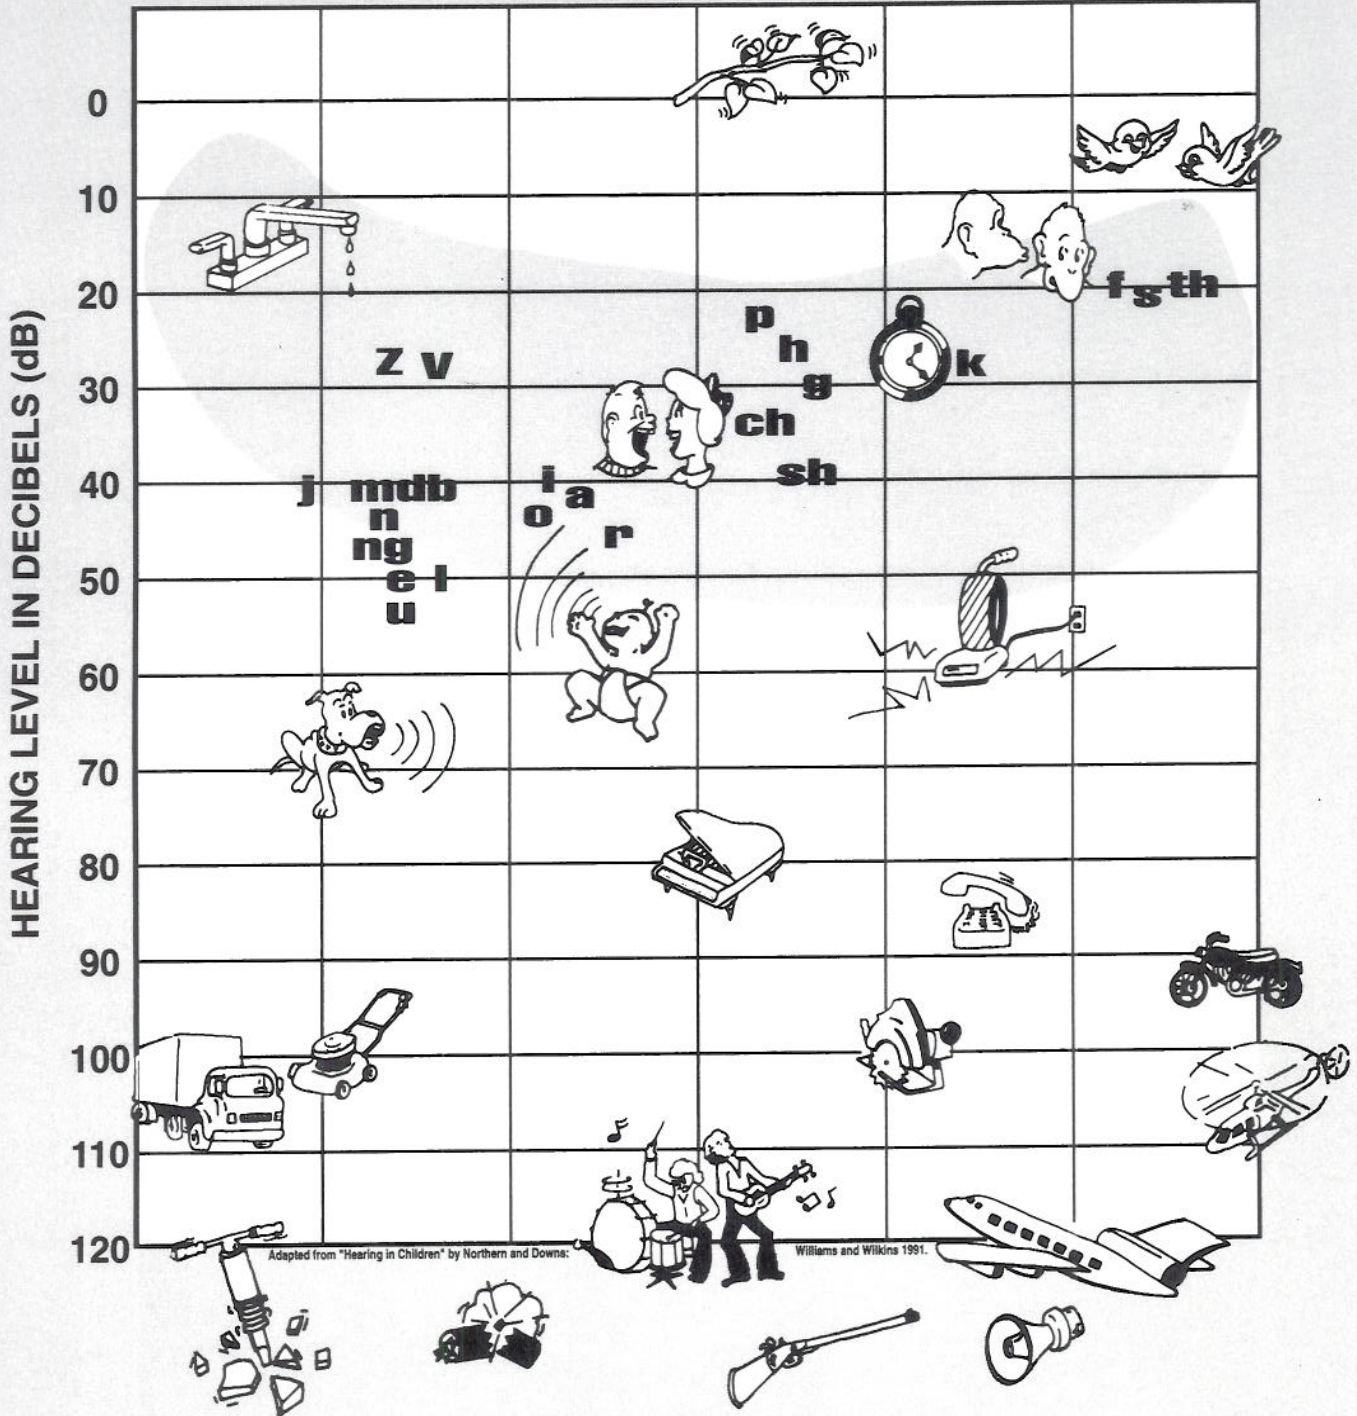 HEARING LEVEL IN DECIBELS (dB)
0
10
20
f s th
p
h
z v
k
30
g
ch
sh
40
j mdb
i a
o
n
r
ng
50
e l
u
60
70
80
90
100
110
120
Adapted from "Hearing in Children" by Northern and Downs:
Williams and Wilkins 1991.